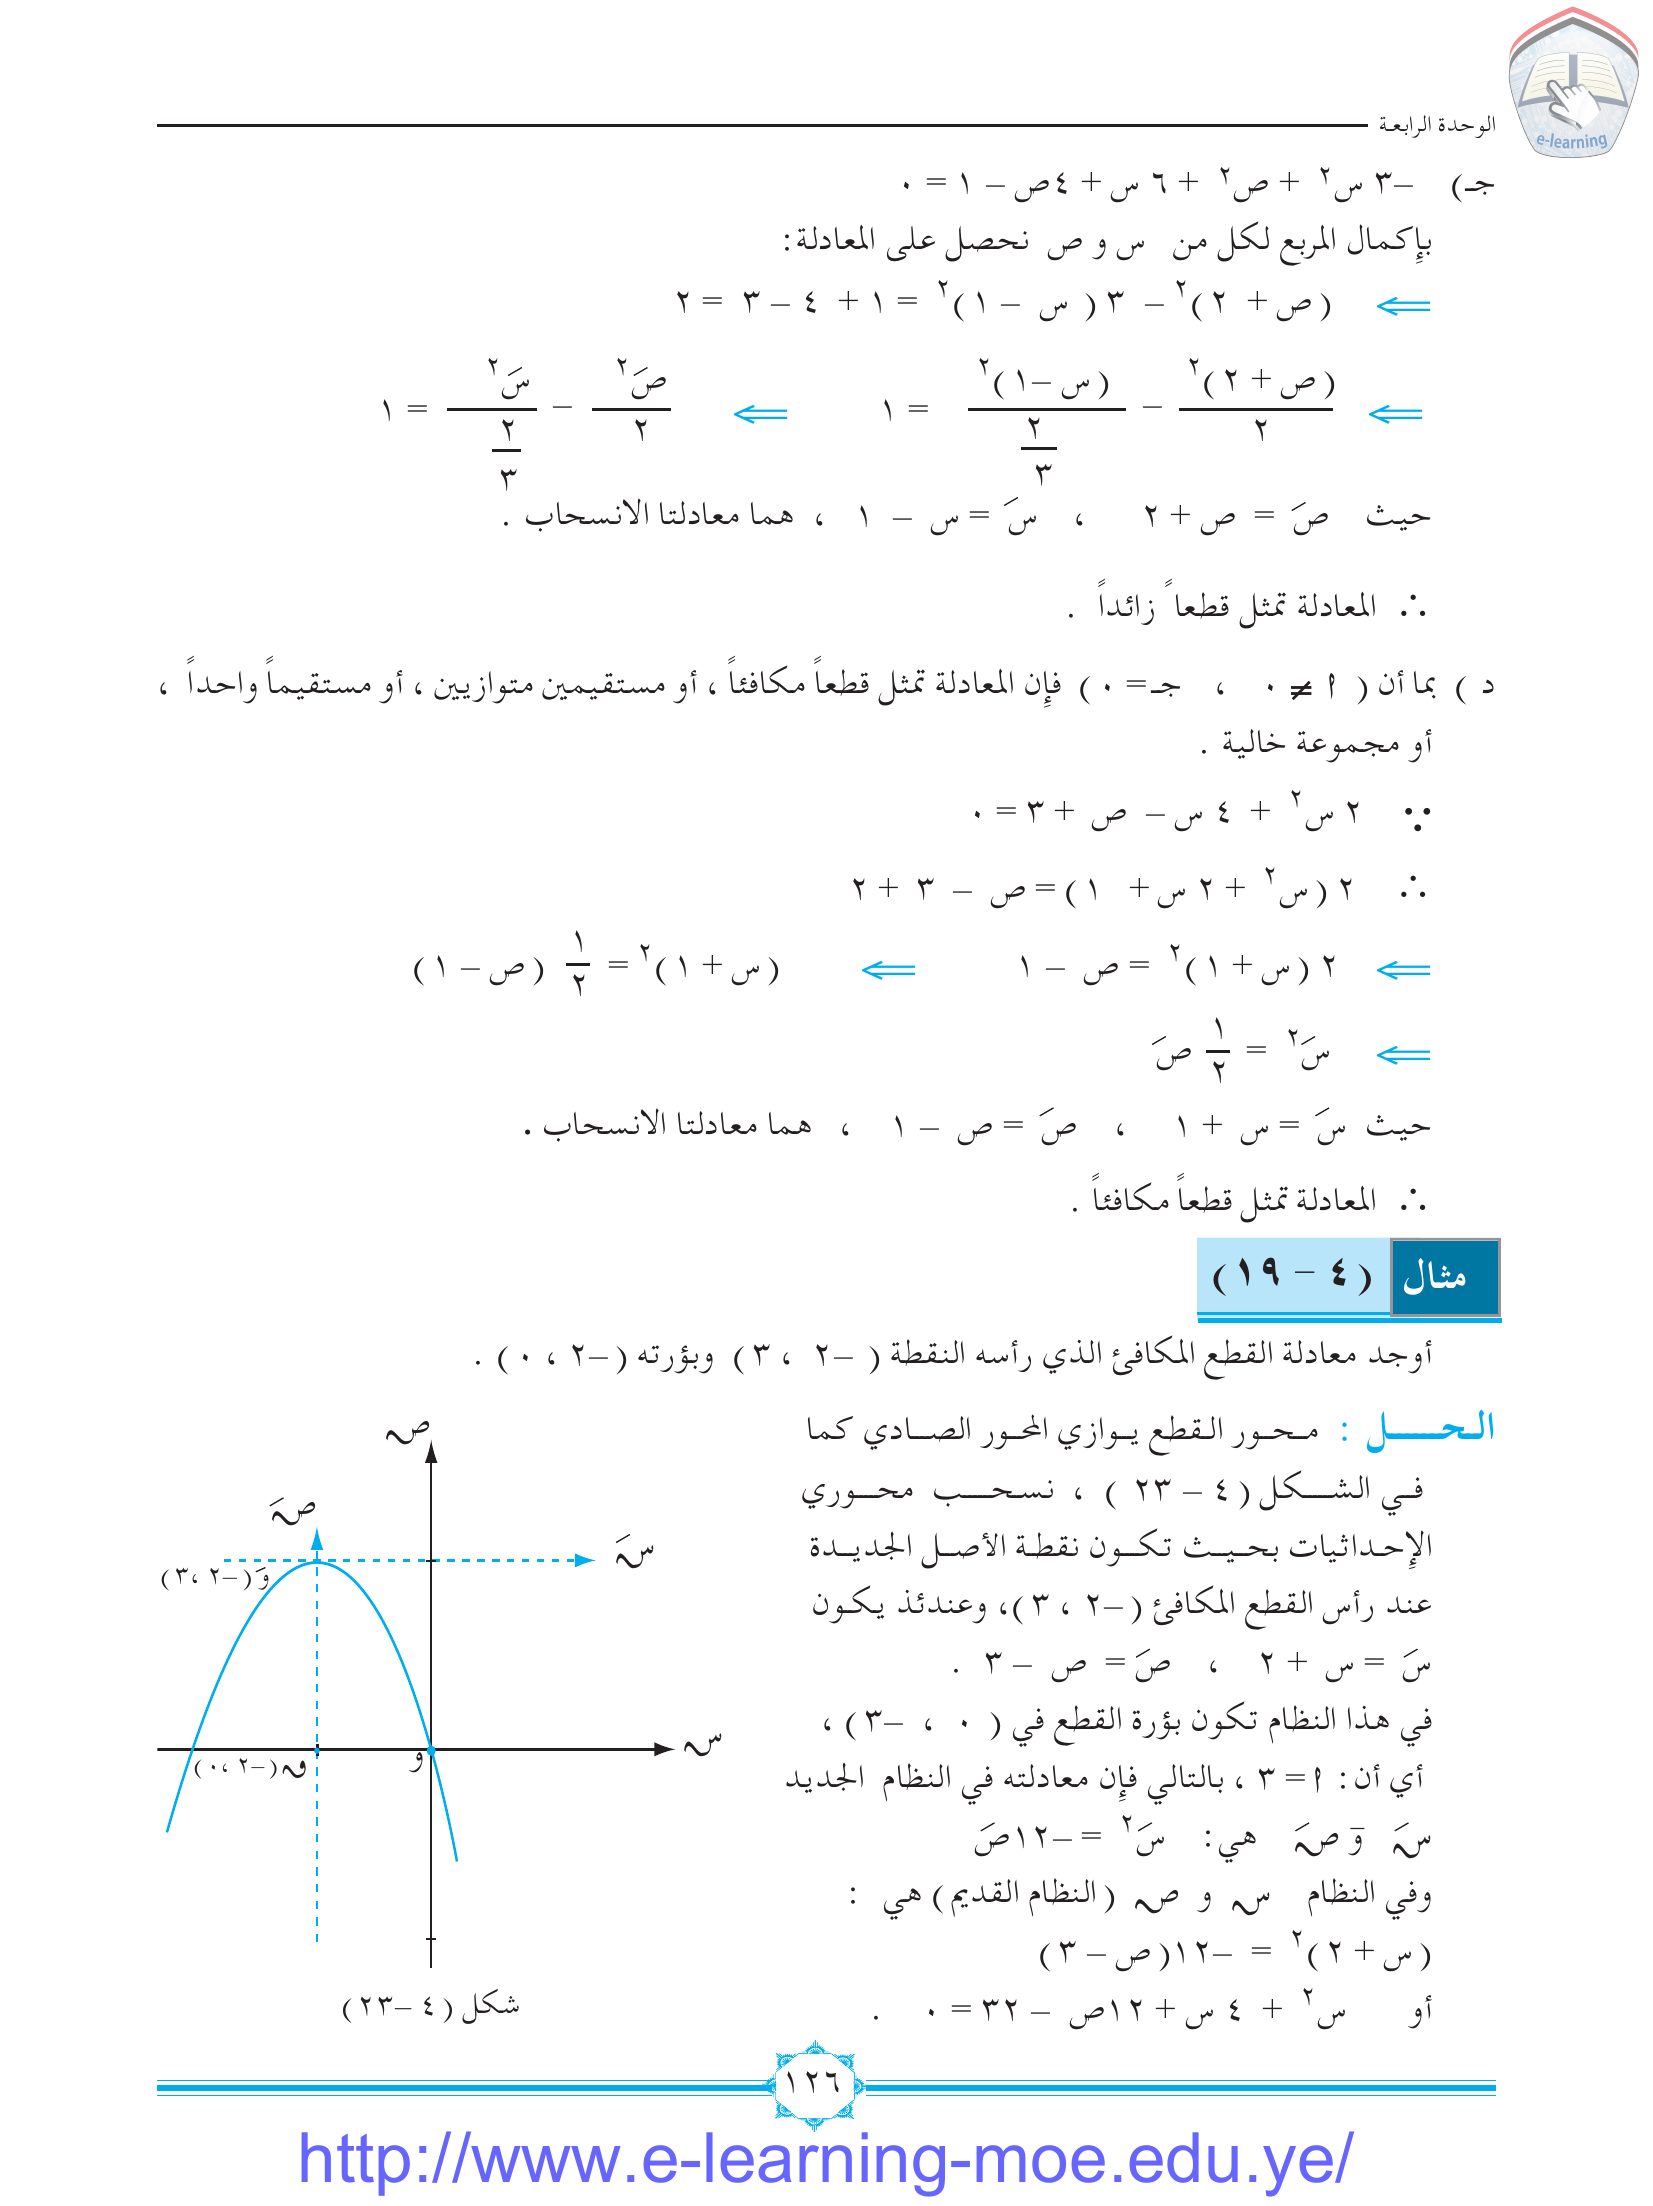 e-learning
الوحدة الرابعة
جـ) –٣ س٢ + ص٢ + ٦ س + ٤ص – ١ = ٠
بإكمال المربع لكل من س و ص نحصل على المعادلة:
⇐ (ص + ٢)٢ – ٣ (س – ١)٢ = ١ + ٤ – ٣ = ٢
⇐ (ص + ٢)٢/٢ – (س –١)٢/(٢/٣) = ١ ⇐ صَ٢/٢ – سَ٢/(٢/٣) = ١
حيث صَ = ص + ٢ ، سَ = س – ١ ، هما معادلتا الانسحاب .
∴ المعادلة تمثل قطعاً زائداً .
د ) بما أن ( ٩ ≠ ٠ ، جـ = ٠ ) فإن المعادلة تمثل قطعاً مكافئاً ، أو مستقيمين متوازيين ، أو مستقيماً واحداً ،
أو مجموعة خالية .
∵ ٢ س٢ + ٤ س – ص + ٣ = ٠
∴ ٢ (س٢ + ٢ س + ١) = ص – ٣ + ٢
⇐ ٢ (س + ١)٢ = ص – ١ ⇐ (س + ١)٢ = ١/٢ (ص – ١)
⇐ سَ٢ = ١/٢ صَ
حيث سَ = س + ١ ، صَ = ص – ١ ، هما معادلتا الانسحاب .
∴ المعادلة تمثل قطعاً مكافئاً .
مثال (٤ – ١٩)
أوجد معادلة القطع المكافئ الذي رأسه النقطة ( –٢ ، ٣) وبؤرته (–٢ ، ٠) .
الحـــل : محور القطع يوازي المحور الصادي كما
في الشكل (٤ – ٢٣ ) ، نسحب محوري
الإحداثيات بحيث تكون نقطة الأصل الجديدة
عند رأس القطع المكافئ (–٢ ، ٣)، وعندئذ يكون
سَ = س + ٢ ، صَ = ص – ٣ .
في هذا النظام تكون بؤرة القطع في ( ٠ ، –٣) ،
أي أن : ٩ = ٣ ، بالتالي فإن معادلته في النظام الجديد
سَ وَ صَ هي: سَ٢ = –١٢صَ
وفي النظام س و ص (النظام القديم) هي :
(س + ٢)٢ = –١٢(ص – ٣)
أو س٢ + ٤ س + ١٢ص – ٣٢ = ٠ .
ص
صَ
سَ
وَ(–٢ ،٣)
س
و
ف(–٢ ،٠)
شكل (٤ –٢٣)
١٢٦
http://www.e-learning-moe.edu.ye/